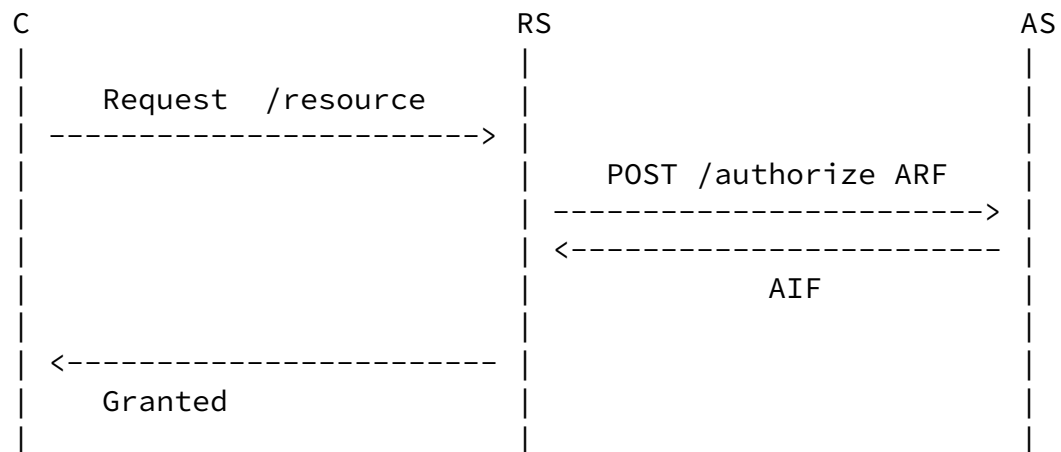 C RS AS
Request /resource
POST /authorize ARF
AIF
Granted